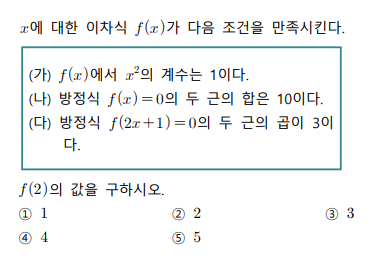 x에 대한 이차식 f(x)가 다음 조건을 만족시킨다.
(가) f(x)에서 x²의 계수는 1이다.
(나) 방정식 f(x)=0의 두 근의 합은 10이다.
(다) 방정식 f(2x+1)=0의 두 근의 곱이 3이
다.
f(2)의 값을 구하시오.
① 1 ② 2 ③ 3
④ 4 ⑤ 5